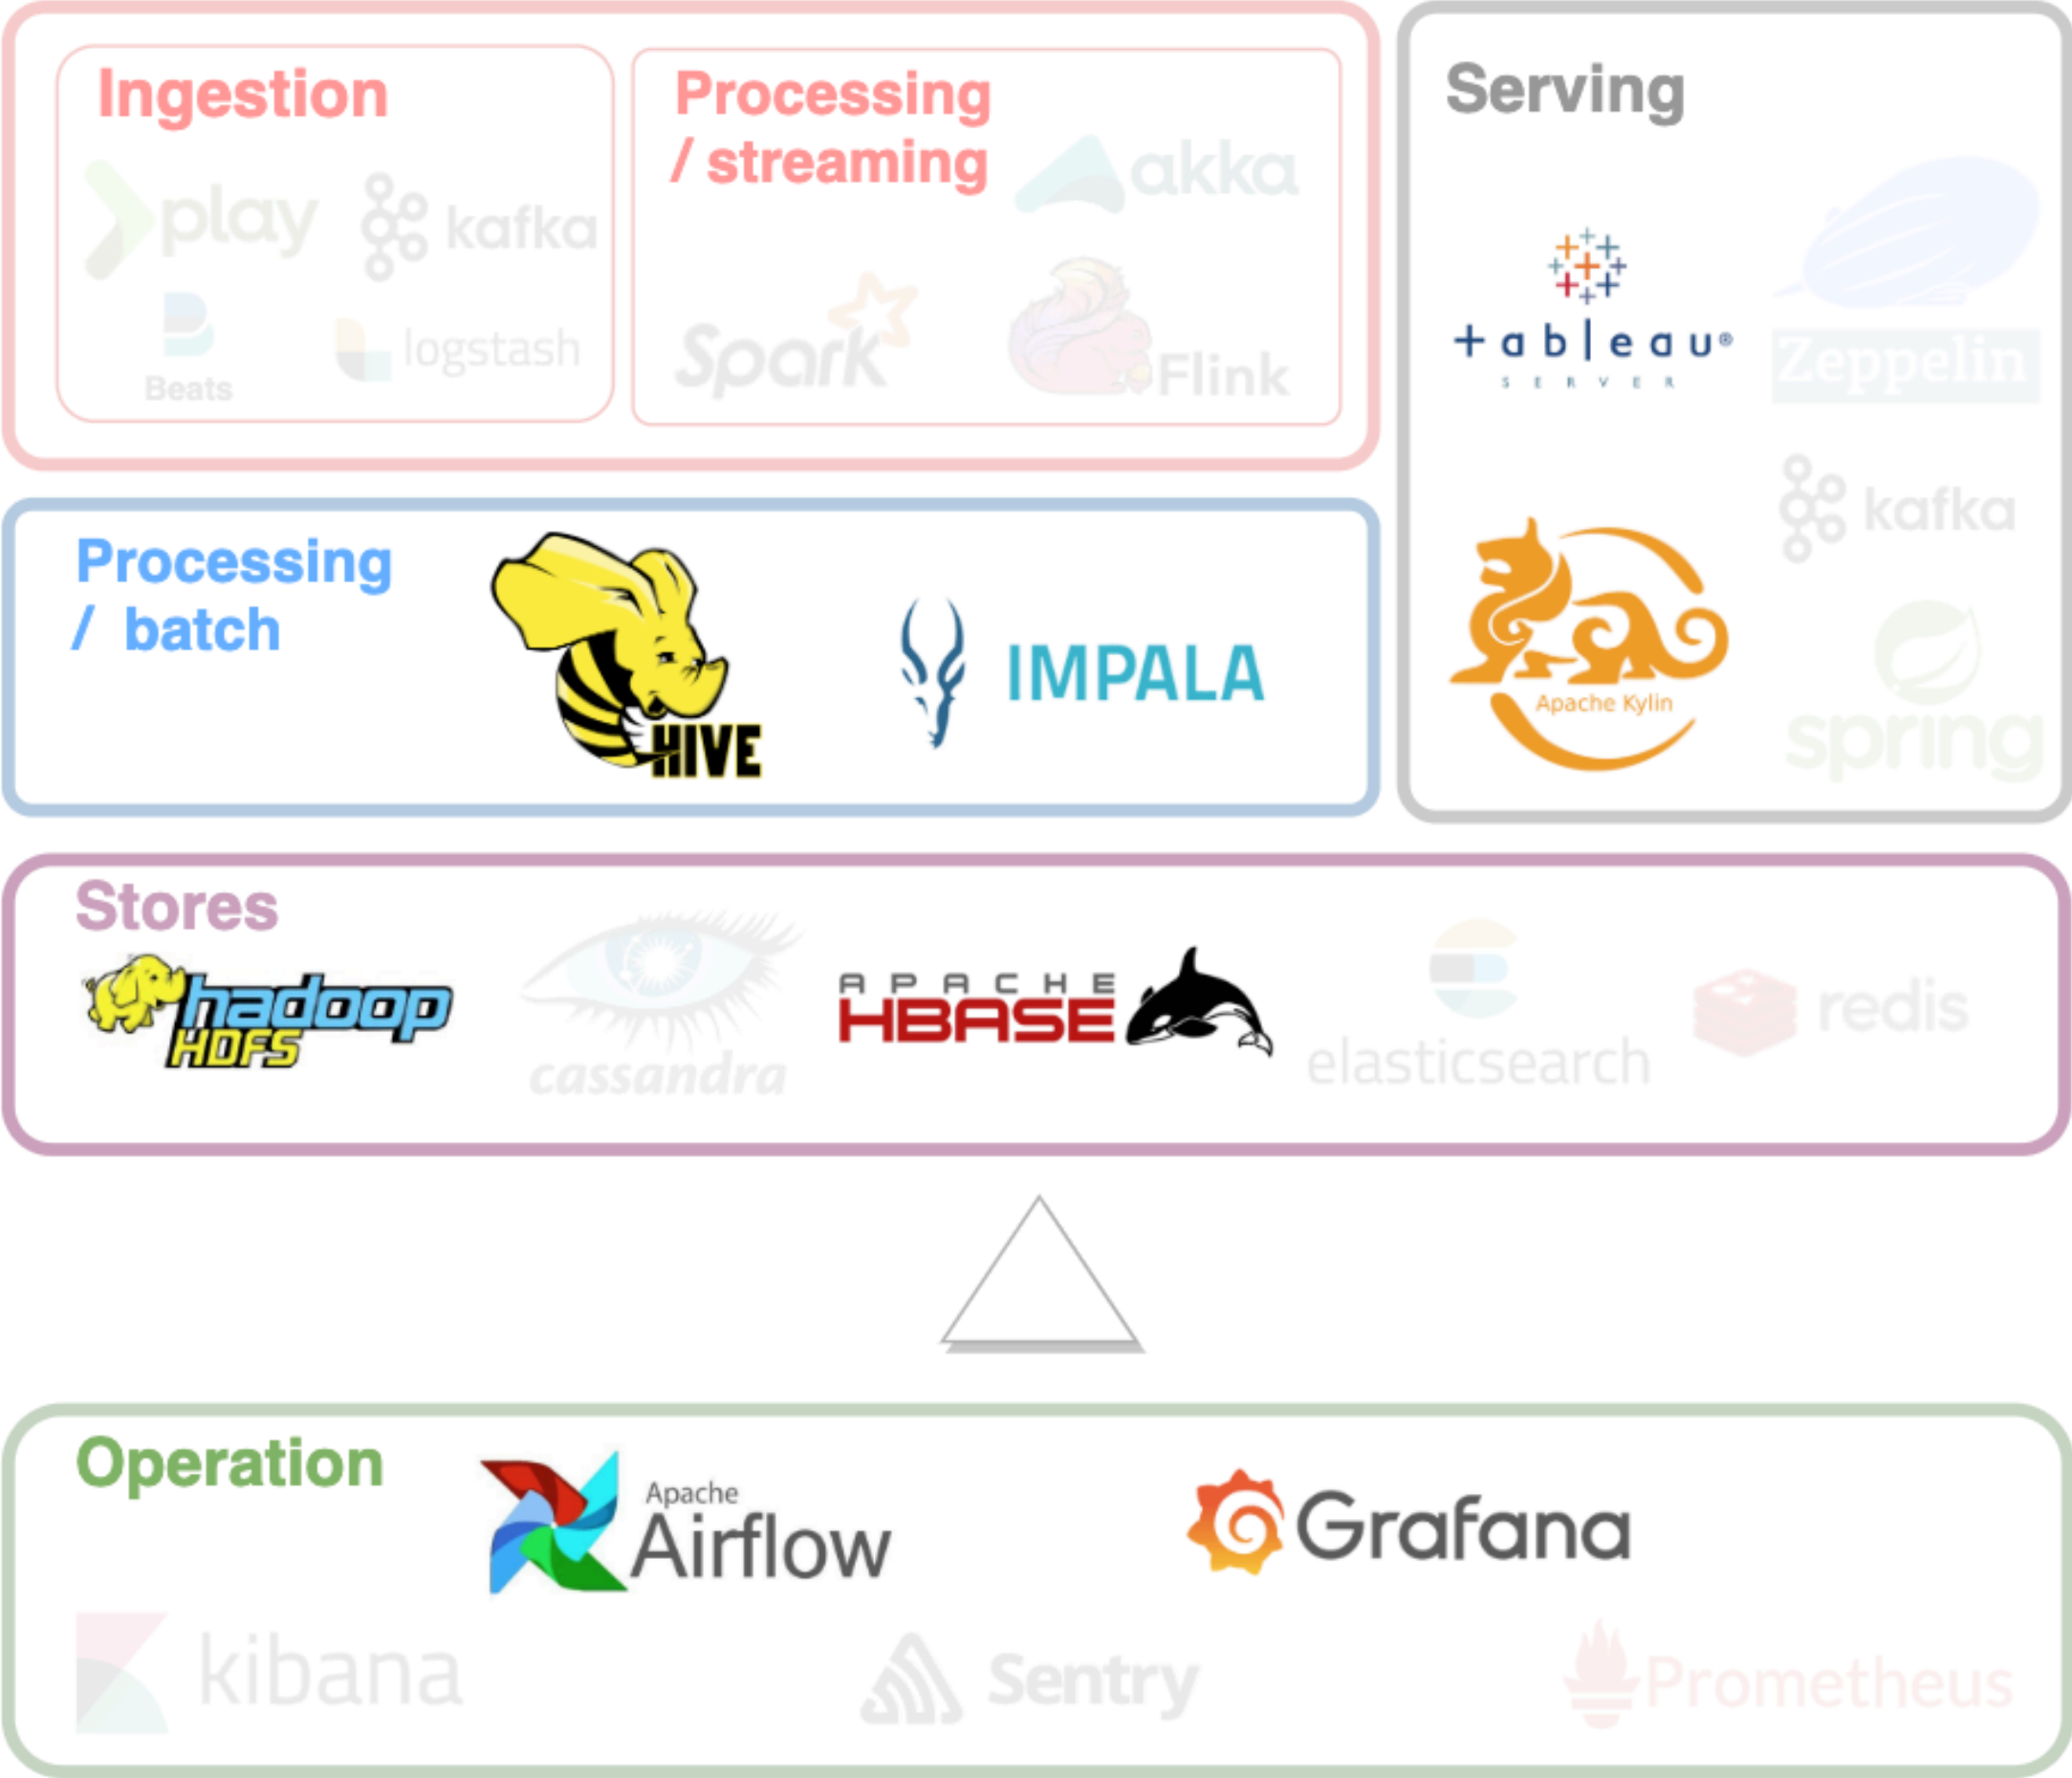 Ingestion
play
kafka
Beats
logstash
Processing
/ streaming
akka
Spark
Flink
Serving
+ a b | e a u®
S E R V E R
Zeppelin
kafka
Apache Kylin
spring
Processing
/ batch
HIVE
IMPALA
Stores
hadoop
HDFS
cassandra
APACHE
HBASE
elasticsearch
redis
Operation
Apache
Airflow
Grafana
kibana
Sentry
Prometheus